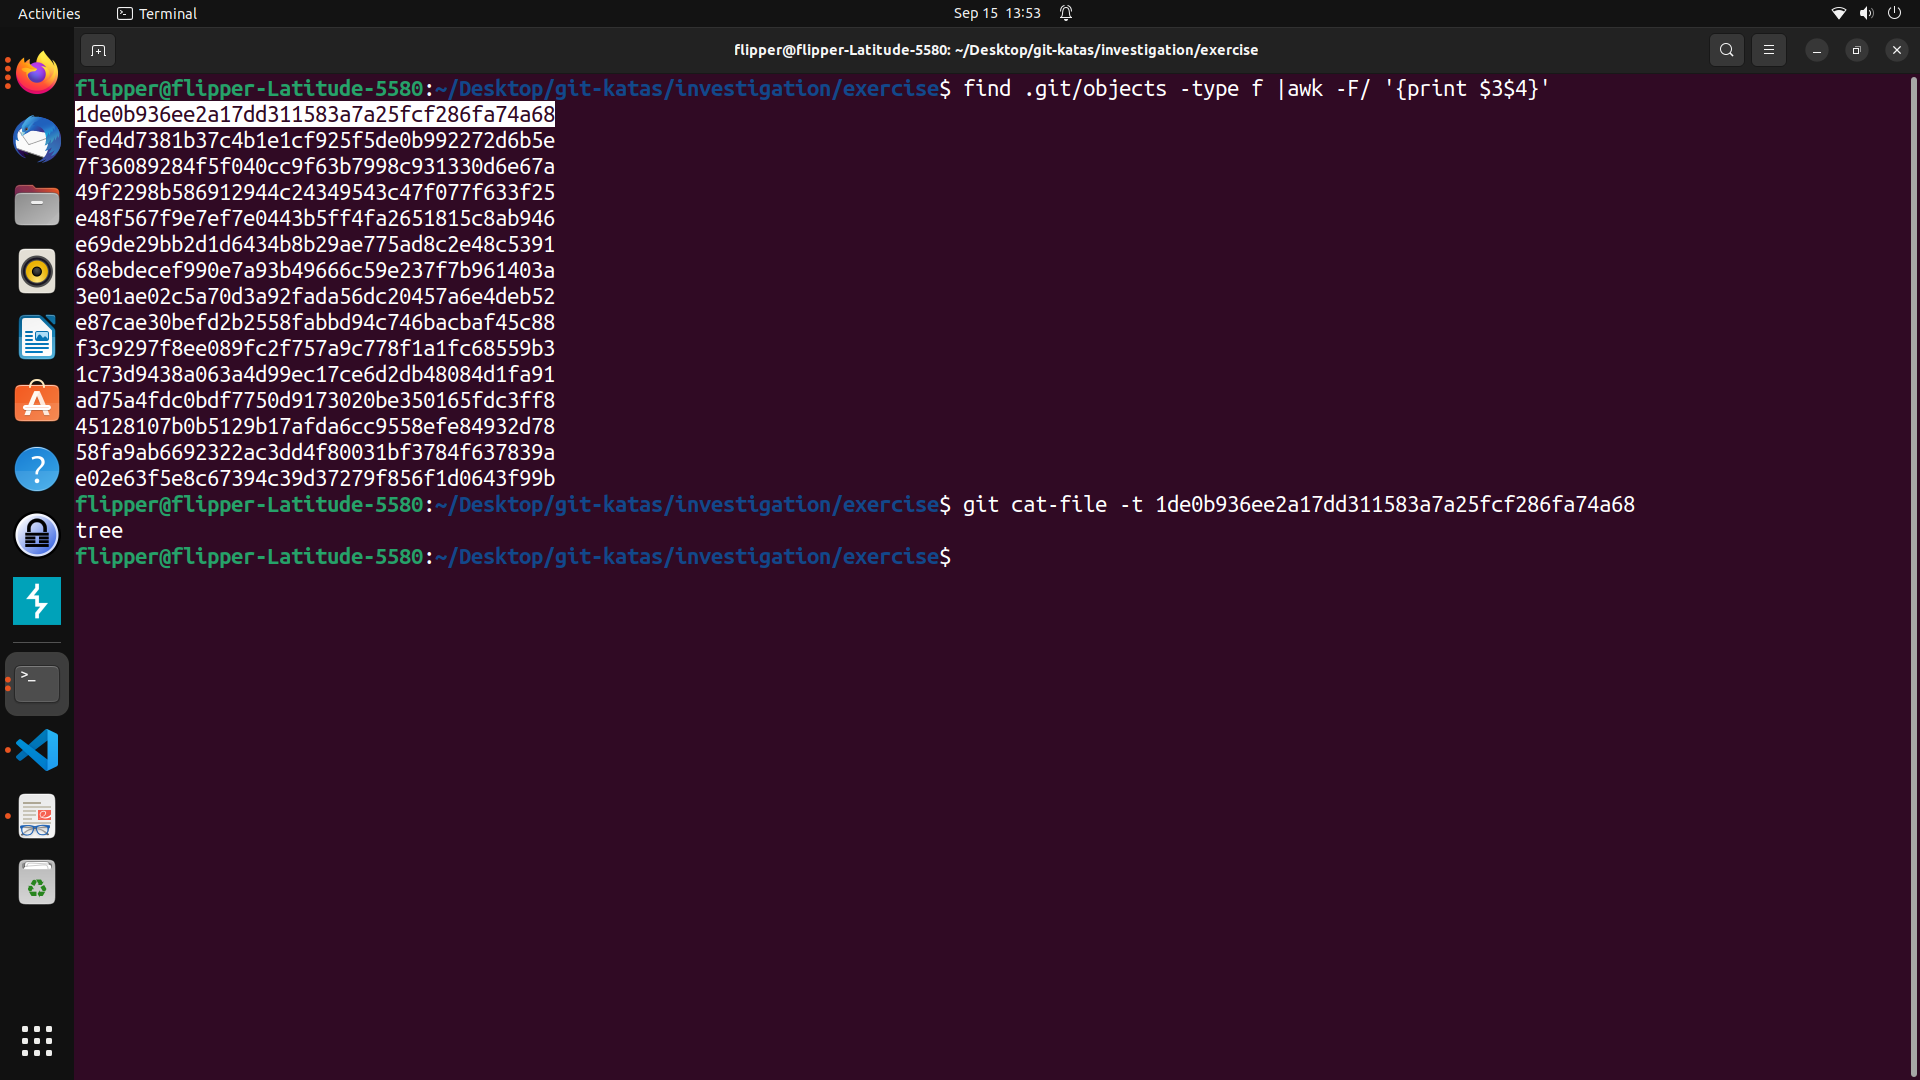 Activities
Terminal
Sep 15 13:53
flipper@flipper-Latitude-5580: ~/Desktop/git-katas/investigation/exercise
flipper@flipper-Latitude-5580:~/Desktop/git-katas/investigation/exercise$ find .git/objects -type f |awk -F/ '{print $3$4}'
1de0b936ee2a17dd311583a7a25fcf286fa74a68
fed4d7381b37c4b1e1cf925f5de0b992272d6b5e
7f36089284f5f040cc9f63b7998c931330d6e67a
49f2298b586912944c24349543c47f077f633f25
e48f567f9e7ef7e0443b5ff4fa2651815c8ab946
e69de29bb2d1d6434b8b29ae775ad8c2e48c5391
68ebdecef990e7a93b49666c59e237f7b961403a
3e01ae02c5a70d3a92fada56dc20457a6e4deb52
e87cae30befd2b2558fabbd94c746bacbaf45c88
f3c9297f8ee089fc2f757a9c778f1a1fc68559b3
1c73d9438a063a4d99ec17ce6d2db48084d1fa91
ad75a4fdc0bdf7750d9173020be350165fdc3ff8
45128107b0b5129b17afda6cc9558efe84932d78
58fa9ab6692322ac3dd4f80031bf3784f637839a
e02e63f5e8c67394c39d37279f856f1d0643f99b
flipper@flipper-Latitude-5580:~/Desktop/git-katas/investigation/exercise$ git cat-file -t 1de0b936ee2a17dd311583a7a25fcf286fa74a68
tree
flipper@flipper-Latitude-5580:~/Desktop/git-katas/investigation/exercise$